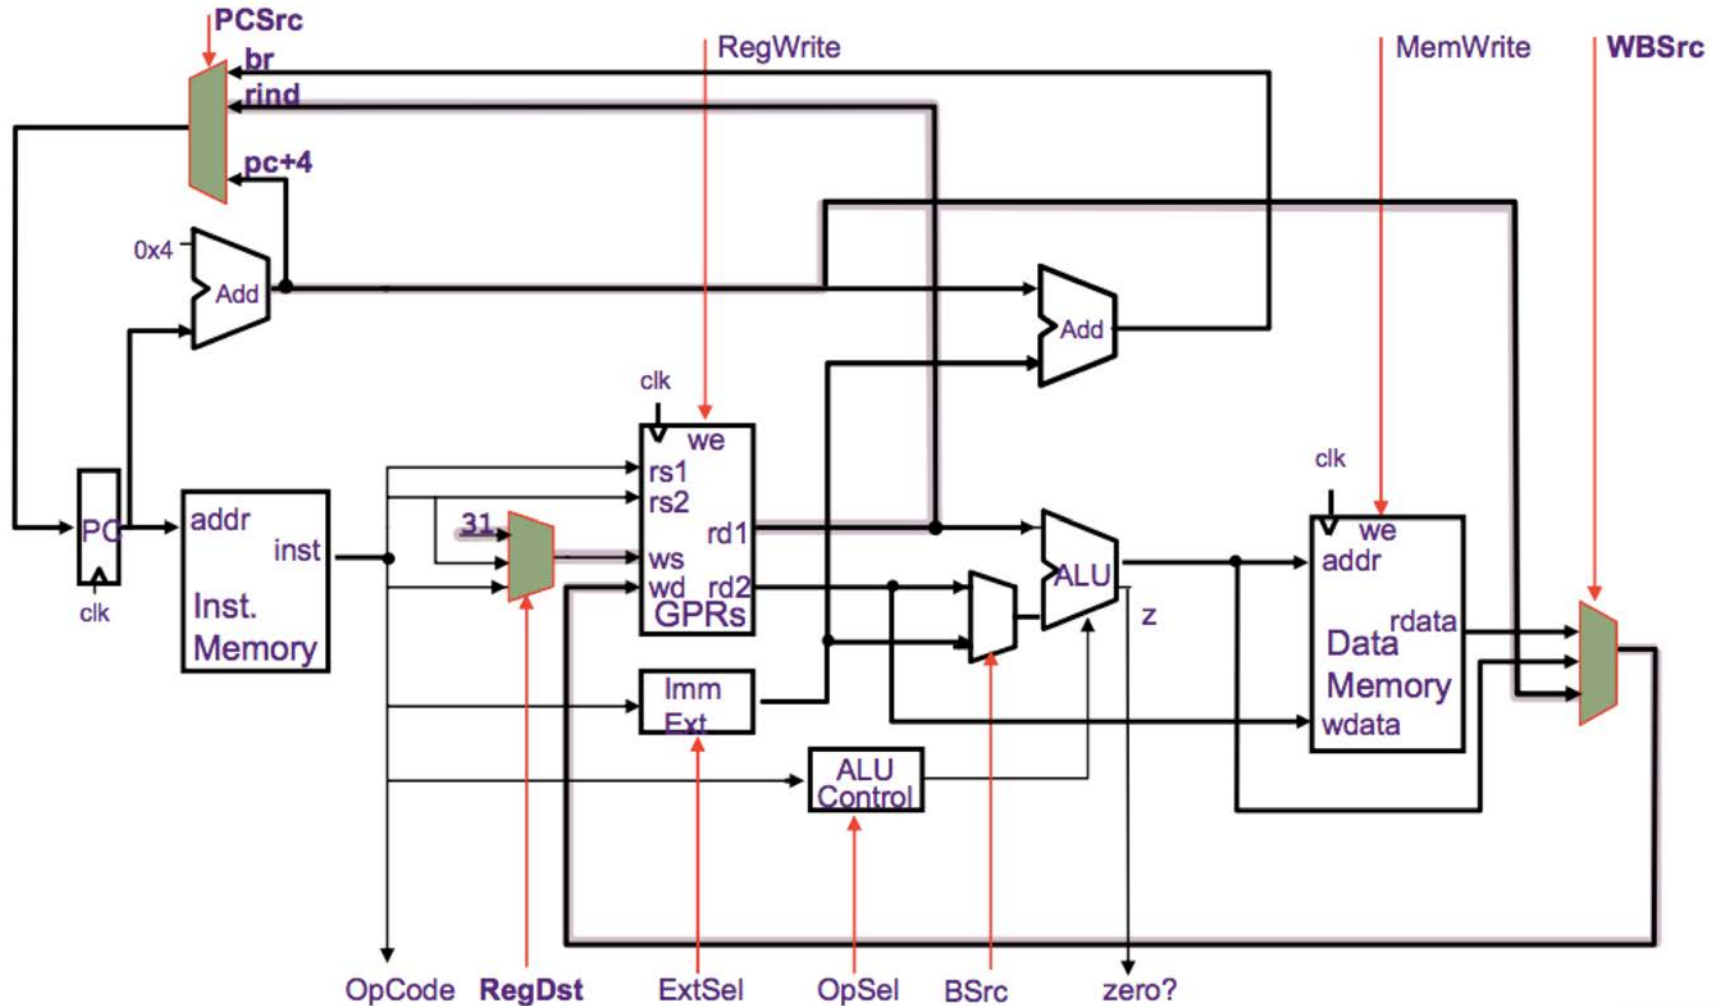 PCSrc
br
rind
pc+4
RegWrite
MemWrite
WBSrc
0x4
Add
Add
clk
we
rs1
rs2
31
ws
wd
rd1
rd2
GPRs
PC
clk
addr
inst
Inst.
Memory
Imm
Ext
ALU
Control
ALU
z
clk
we
addr
rdata
Data
Memory
wdata
OpCode
RegDst
ExtSel
OpSel
BSrc
zero?